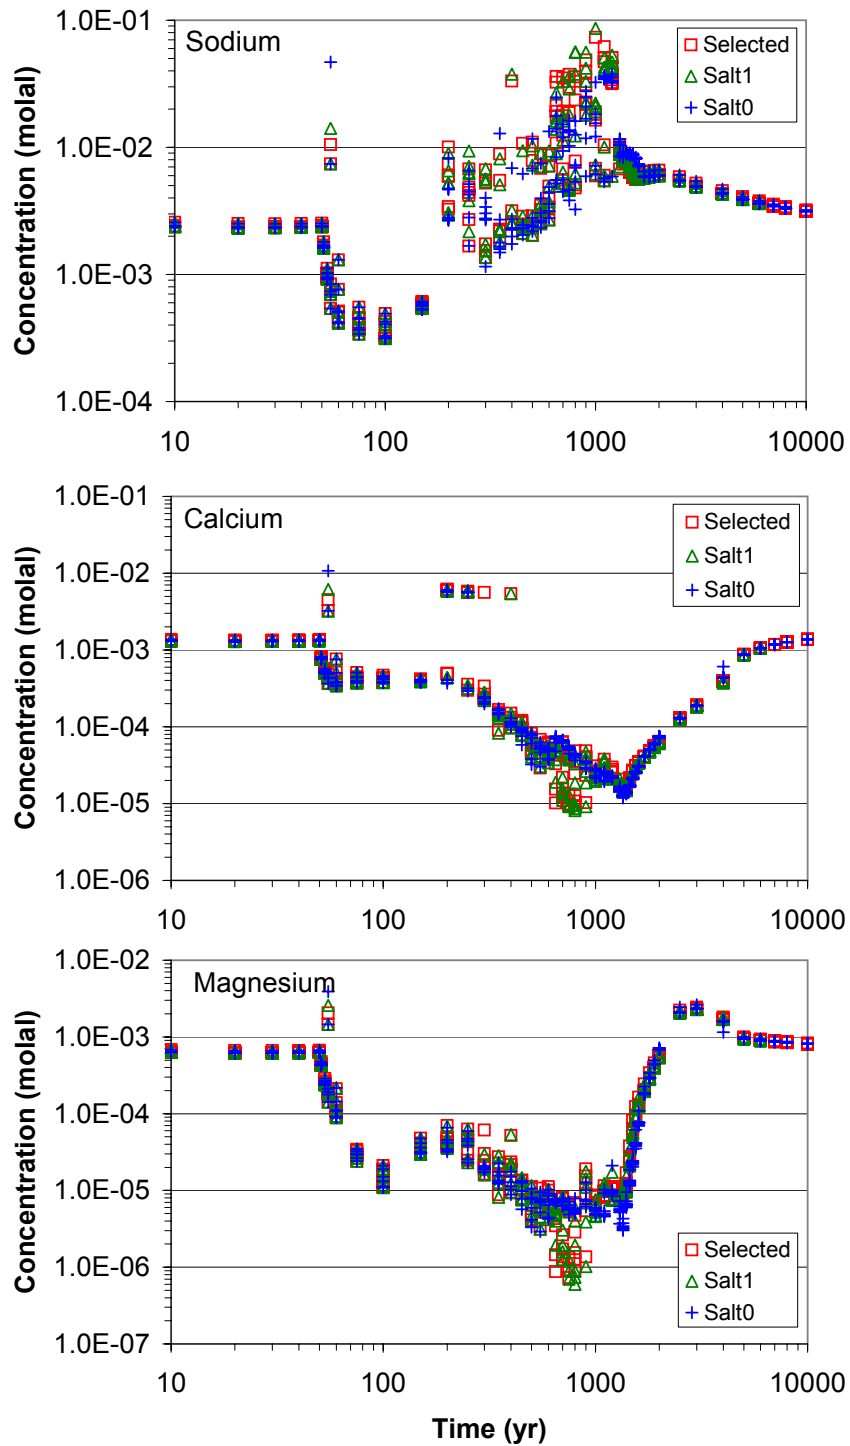 Sodium
Selected
Salt1
Salt0
Concentration (molal)
1.0E-01
1.0E-02
1.0E-03
1.0E-04
10 100 1000 10000
Calcium
Selected
Salt1
Salt0
Concentration (molal)
1.0E-01
1.0E-02
1.0E-03
1.0E-04
1.0E-05
1.0E-06
10 100 1000 10000
Magnesium
Selected
Salt1
Salt0
Concentration (molal)
1.0E-02
1.0E-03
1.0E-04
1.0E-05
1.0E-06
1.0E-07
10 100 1000 10000
Time (yr)